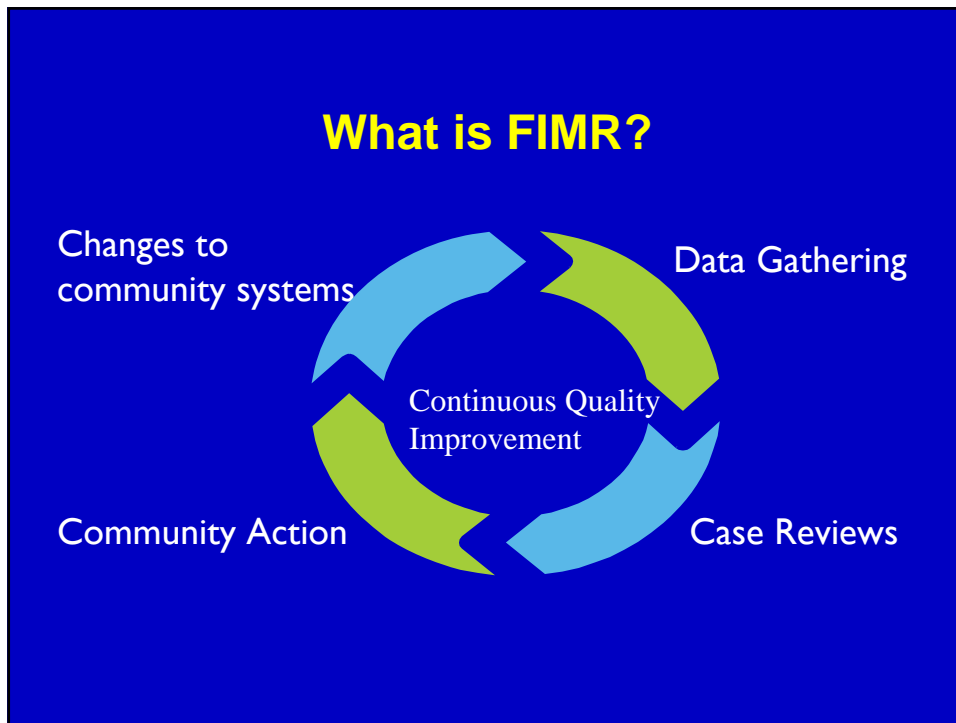 What is FIMR?
Changes to
community systems
Data Gathering
Continuous Quality
Improvement
Community Action
Case Reviews